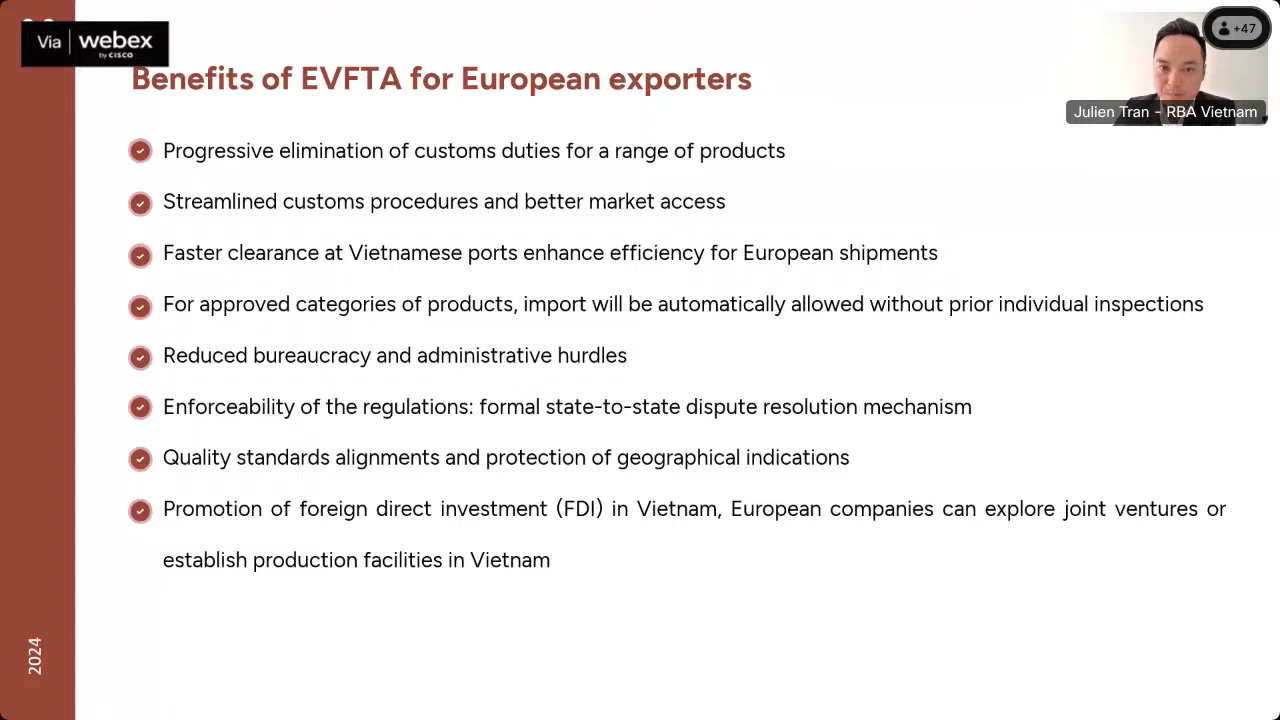 Via webex
by CISCO
+47
Benefits of EVFTA for European exporters
Julien Tran - RBA Vietnam
Progressive elimination of customs duties for a range of products
Streamlined customs procedures and better market access
Faster clearance at Vietnamese ports enhance efficiency for European shipments
For approved categories of products, import will be automatically allowed without prior individual inspections
Reduced bureaucracy and administrative hurdles
Enforceability of the regulations: formal state-to-state dispute resolution mechanism
Quality standards alignments and protection of geographical indications
Promotion of foreign direct investment (FDI) in Vietnam, European companies can explore joint ventures or
establish production facilities in Vietnam
2024